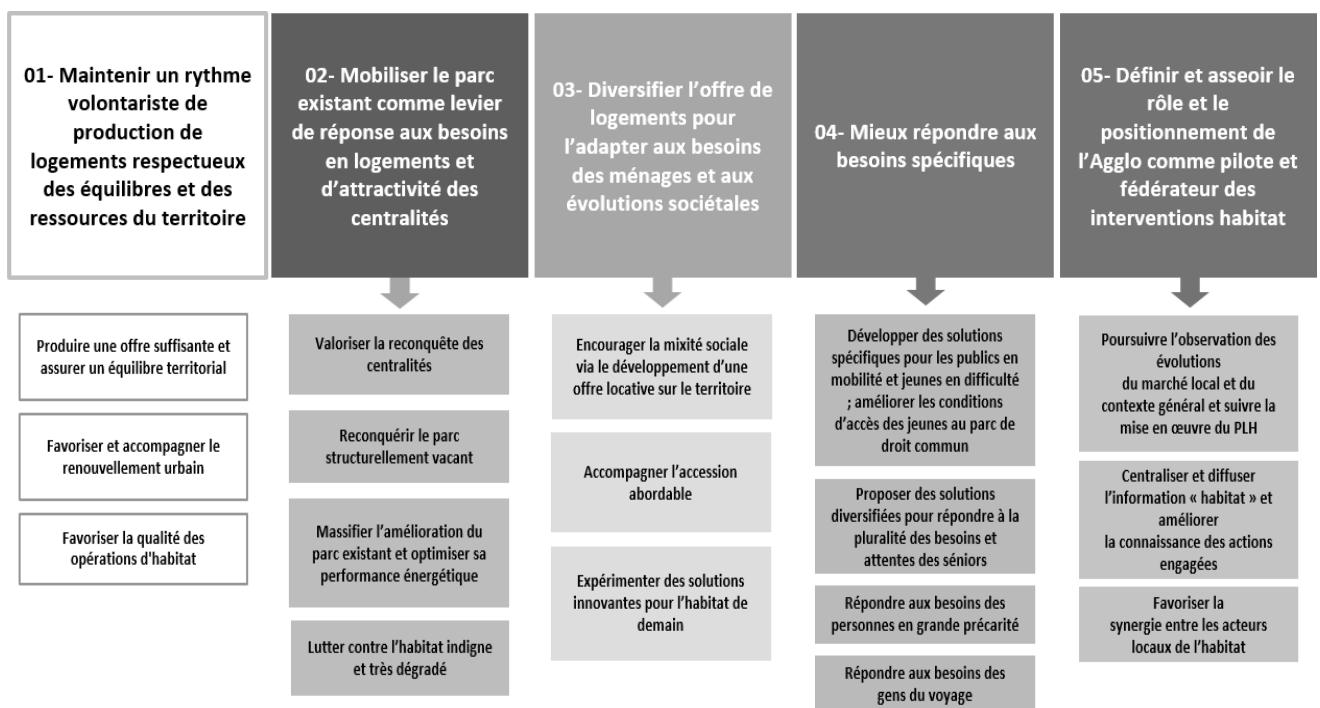 01- Maintenir un rythme
volontariste de
production de
logements respectueux
des équilibres et des
ressources du territoire
Produire une offre suffisante et
assurer un équilibre territorial
Favoriser et accompagner le
renouvellement urbain
Favoriser la qualité des
opérations d'habitat
02- Mobiliser le parc
existant comme levier
de réponse aux besoins
en logements et
d’attractivité des
centralités
Valoriser la reconquête des
centralités
Reconquérir le parc
structurellement vacant
Massifier l’amélioration du
parc existant et optimiser sa
performance énergétique
Lutter contre l’habitat indigne
et très dégradé
03- Diversifier l’offre de
logements pour
l’adapter aux besoins
des ménages et aux
évolutions sociétales
Encourager la mixité sociale
via le développement d’une
offre locative sur le territoire
Accompagner l’accession
abordable
Expérimenter des solutions
innovantes pour l’habitat de
demain
04- Mieux répondre aux
besoins spécifiques
Développer des solutions
spécifiques pour les publics en
mobilité et jeunes en difficulté
; améliorer les conditions
d’accès des jeunes au parc de
droit commun
Proposer des solutions
diversifiées pour répondre à la
pluralité des besoins et
attentes des séniors
Répondre aux besoins des
personnes en grande précarité
Répondre aux besoins des
gens du voyage
05- Définir et asseoir le
rôle et le
positionnement de
l’Agglo comme pilote et
fédérateur des
interventions habitat
Poursuivre l’observation des
évolutions
du marché local et du
contexte général et suivre la
mise en œuvre du PLH
Centraliser et diffuser
l’information « habitat » et
améliorer
la connaissance des actions
engagées
Favoriser la
synergie entre les acteurs
locaux de l’habitat